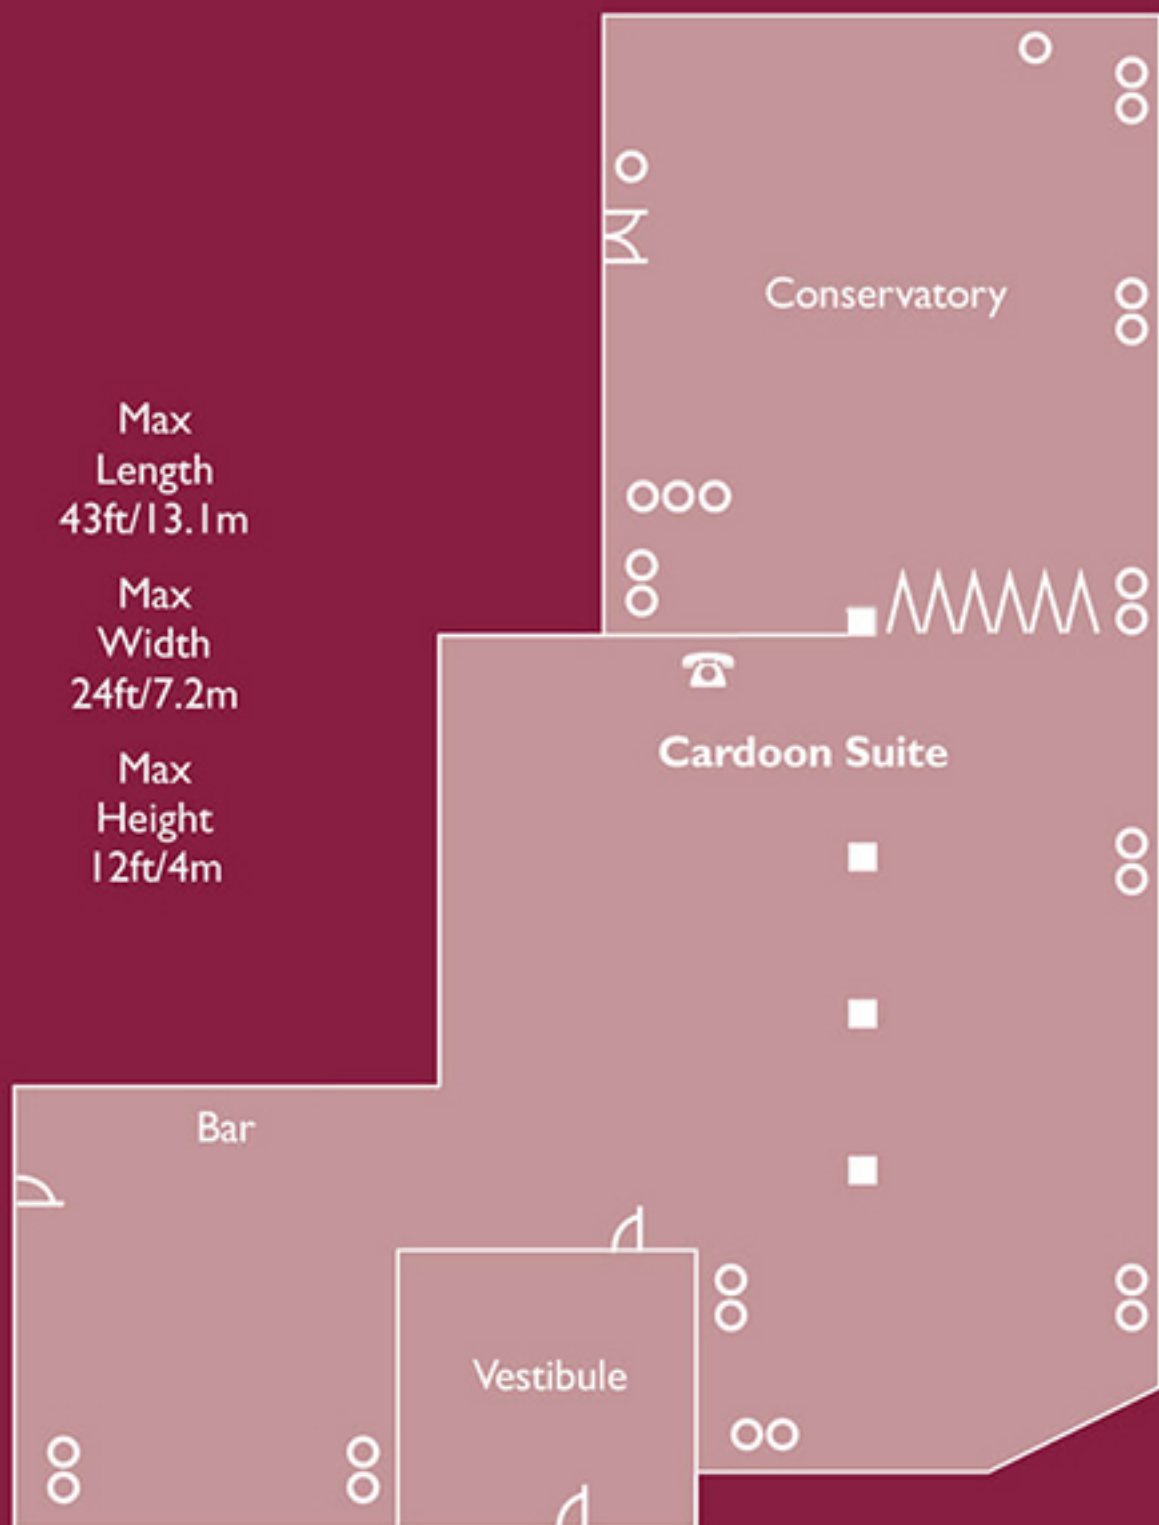 Conservatory
Max
Length
43ft/13.1m
Max
Width
24ft/7.2m
Max
Height
12ft/4m
Cardoon Suite
Bar
Vestibule